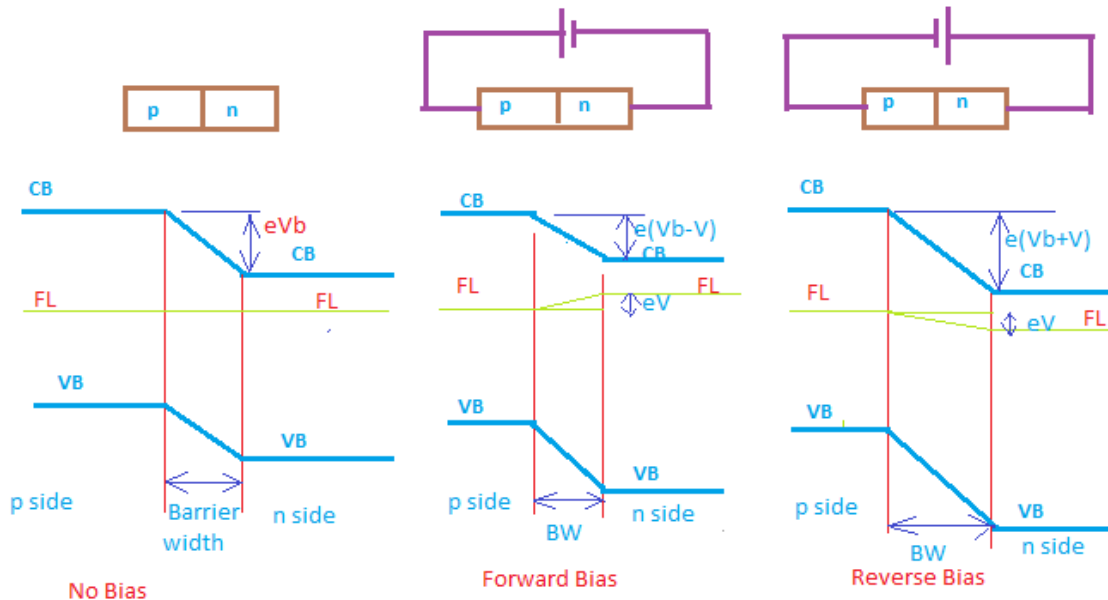 p n
CB
eVb
CB
FL
FL
VB
VB
p side
Barrier
width
n side
No Bias
p n
CB
e(Vb-V)
CB
FL
FL
eV
VB
VB
p side
n side
BW
Forward Bias
p n
CB
e(Vb+V)
CB
FL
eV
FL
VB
VB
p side
n side
BW
Reverse Bias